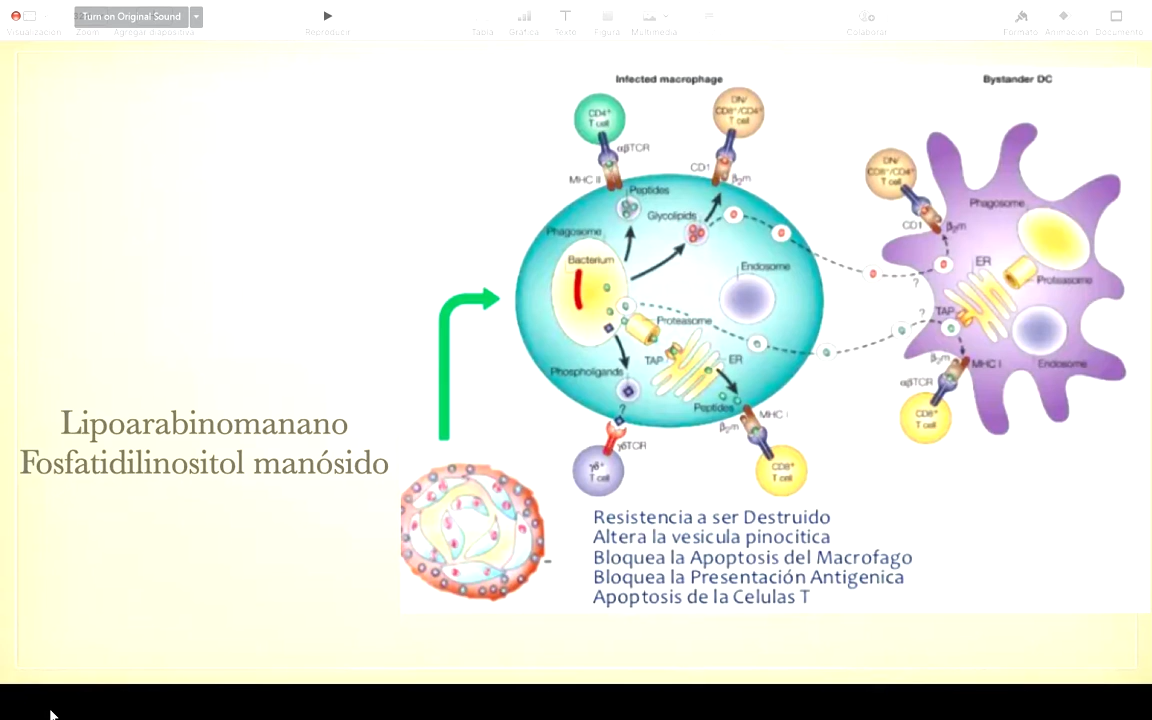 Turn on Original Sound
Visualización
Zoom
Agregar diapositiva
Reproducir
Tabla
Gráfica
Texto
Figura
Multimedia
Colaborar
Formato
Animación
Documento
Infected macrophage
Bystander DC
CD4+
T cell
DN/
CD8+/CD4+
T cell
αβTCR
MHC II
CD1
β2m
Peptides
Glycolipids
Phagosome
Bacterium
Endosome
Proteasome
TAP
ER
Phospholigands
?
Peptides
MHC I
β2m
γδTCR
γδ+
T cell
CD8+
T cell
DN/
CD8+/CD4+
T cell
CD1
β2m
Phagosome
ER
Proteasome
?
?
TAP
β2m
MHC I
Endosome
αβTCR
CD8+
T cell
Lipoarabinomanano
Fosfatidilinositol manósido
Resistencia a ser Destruido
Altera la vesicula pinocitica
Bloquea la Apoptosis del Macrofago
Bloquea la Presentación Antigenica
Apoptosis de la Celulas T